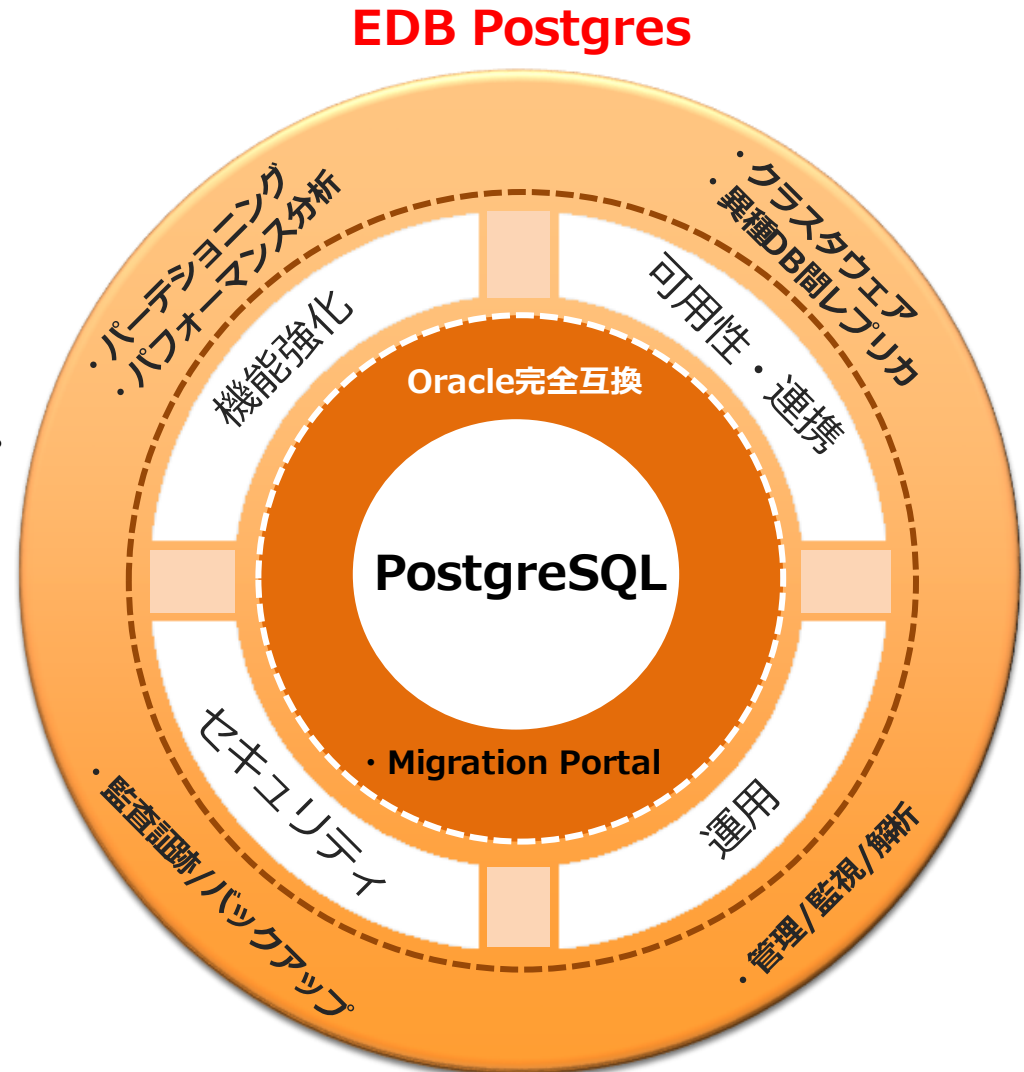 EDB Postgres
・パーテショニング
・パフォーマンス分析
・クラスタウエア
・異種DB間レプリカ
機能強化
可用性・連携
Oracle完全互換
PostgreSQL
・Migration Portal
セキュリティ
運用
・監査証跡/バックアップ
・管理/監視/解析